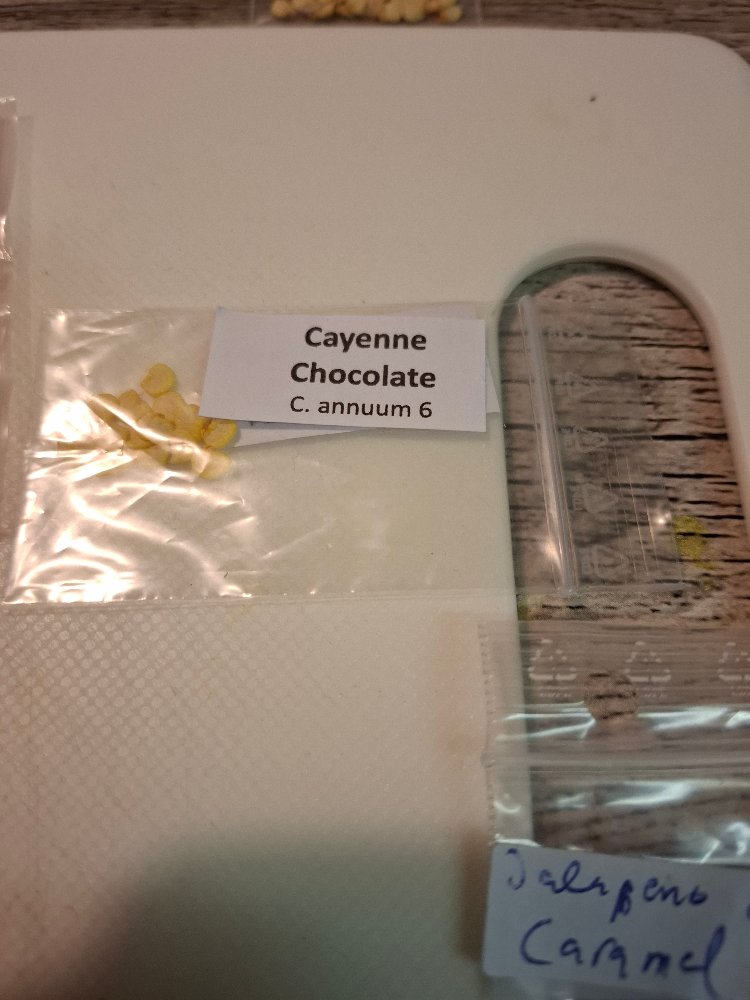 Cayenne
Chocolate
C. annuum 6
Jalapeno
Caramel